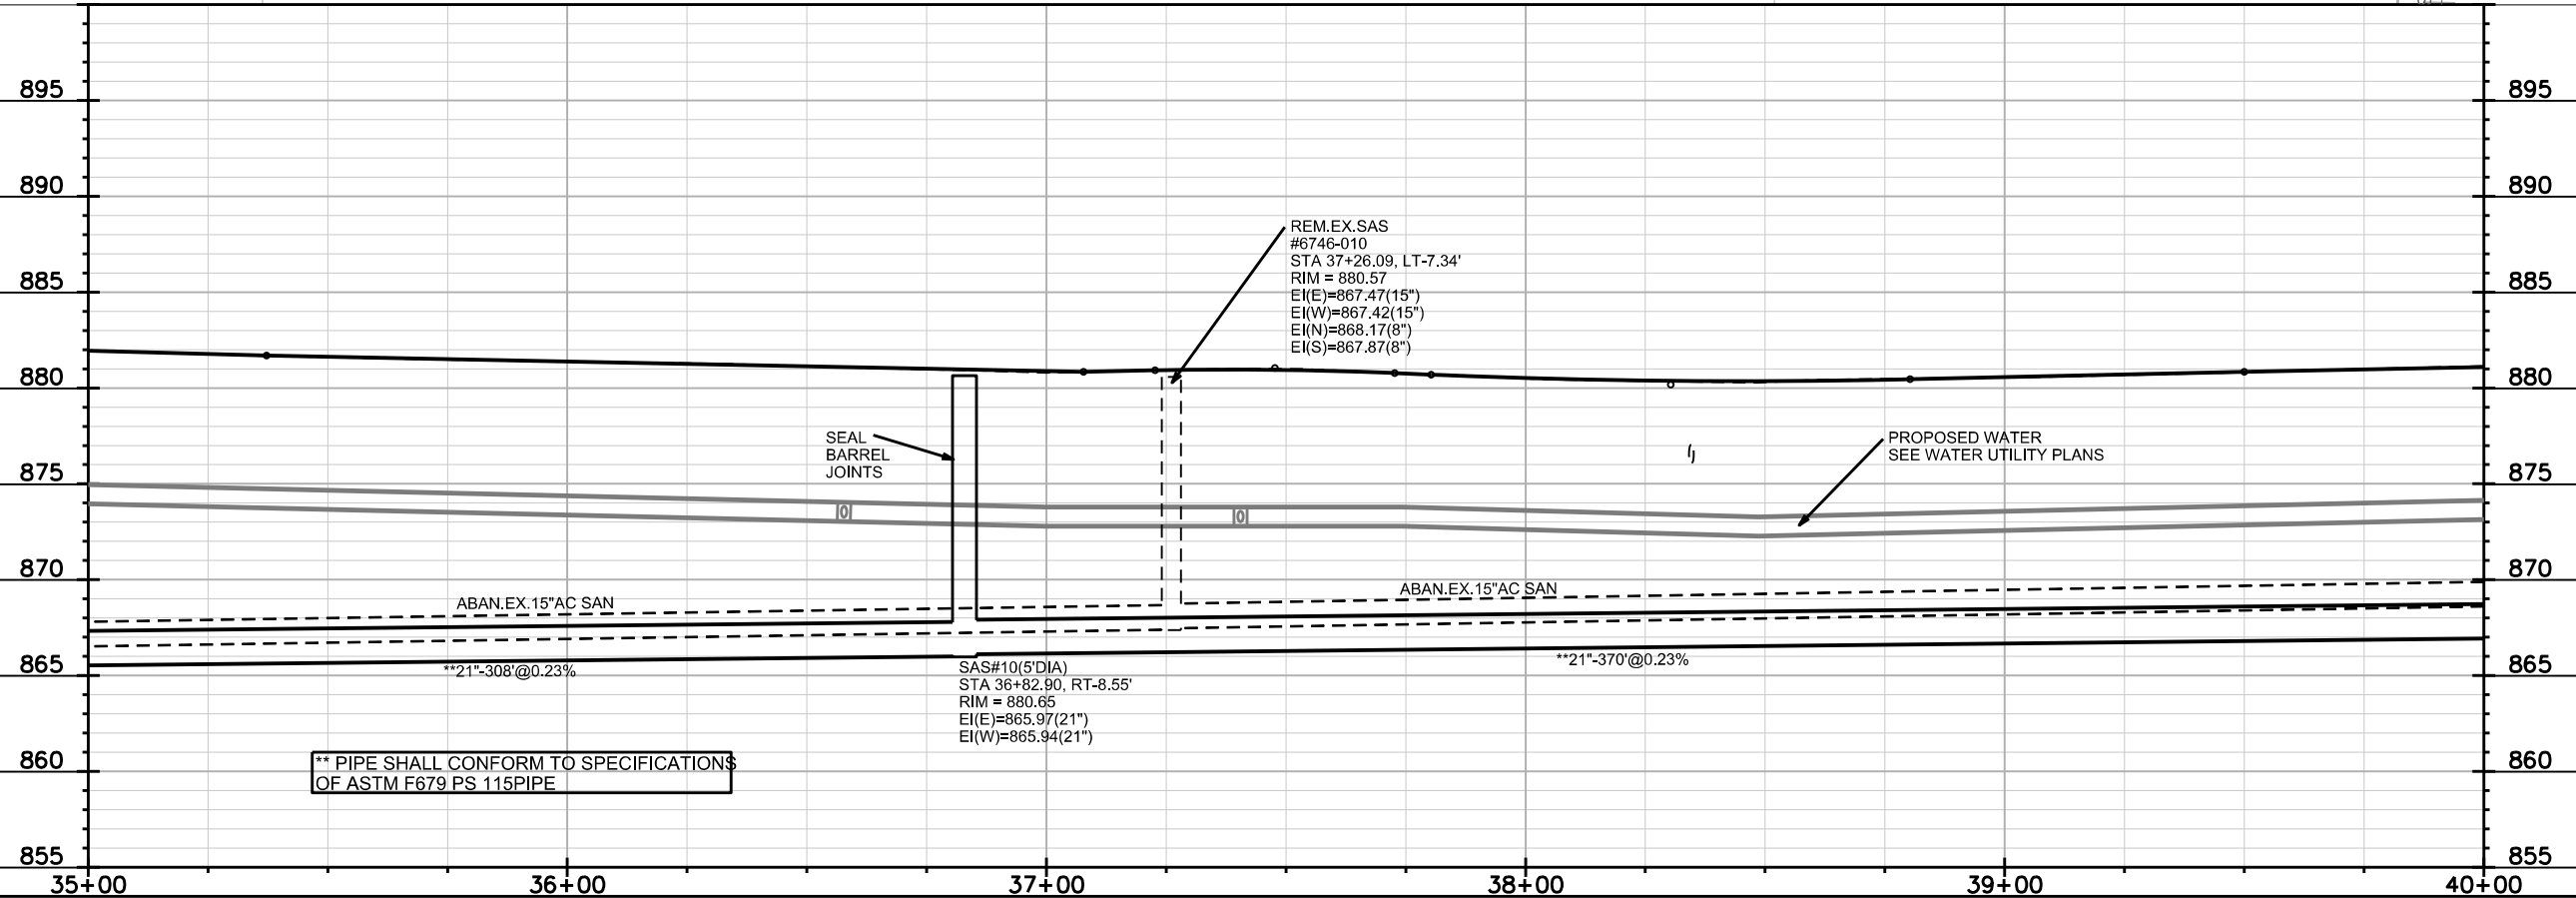 895 895
890 890
REM.EX.SAS
#6746-010
STA 37+26.09, LT-7.34'
RIM = 880.57
885 885
EI(E)=867.47(15")
EI(W)=867.42(15")
EI(N)=868.17(8")
EI(S)=867.87(8")
880 880
SEAL
BARREL
JOINTS
PROPOSED WATER
SEE WATER UTILITY PLANS
875 875
870 870
ABAN.EX.15"AC SAN
ABAN.EX.15"AC SAN
865 865
**21"-308'@0.23%
**21"-370'@0.23%
SAS#10(5'DIA)
STA 36+82.90, RT-8.55'
RIM = 880.65
EI(E)=865.97(21")
EI(W)=865.94(21")
860 860
** PIPE SHALL CONFORM TO SPECIFICATIONS
OF ASTM F679 PS 115PIPE
855 855
35+00 36+00 37+00 38+00 39+00 40+00